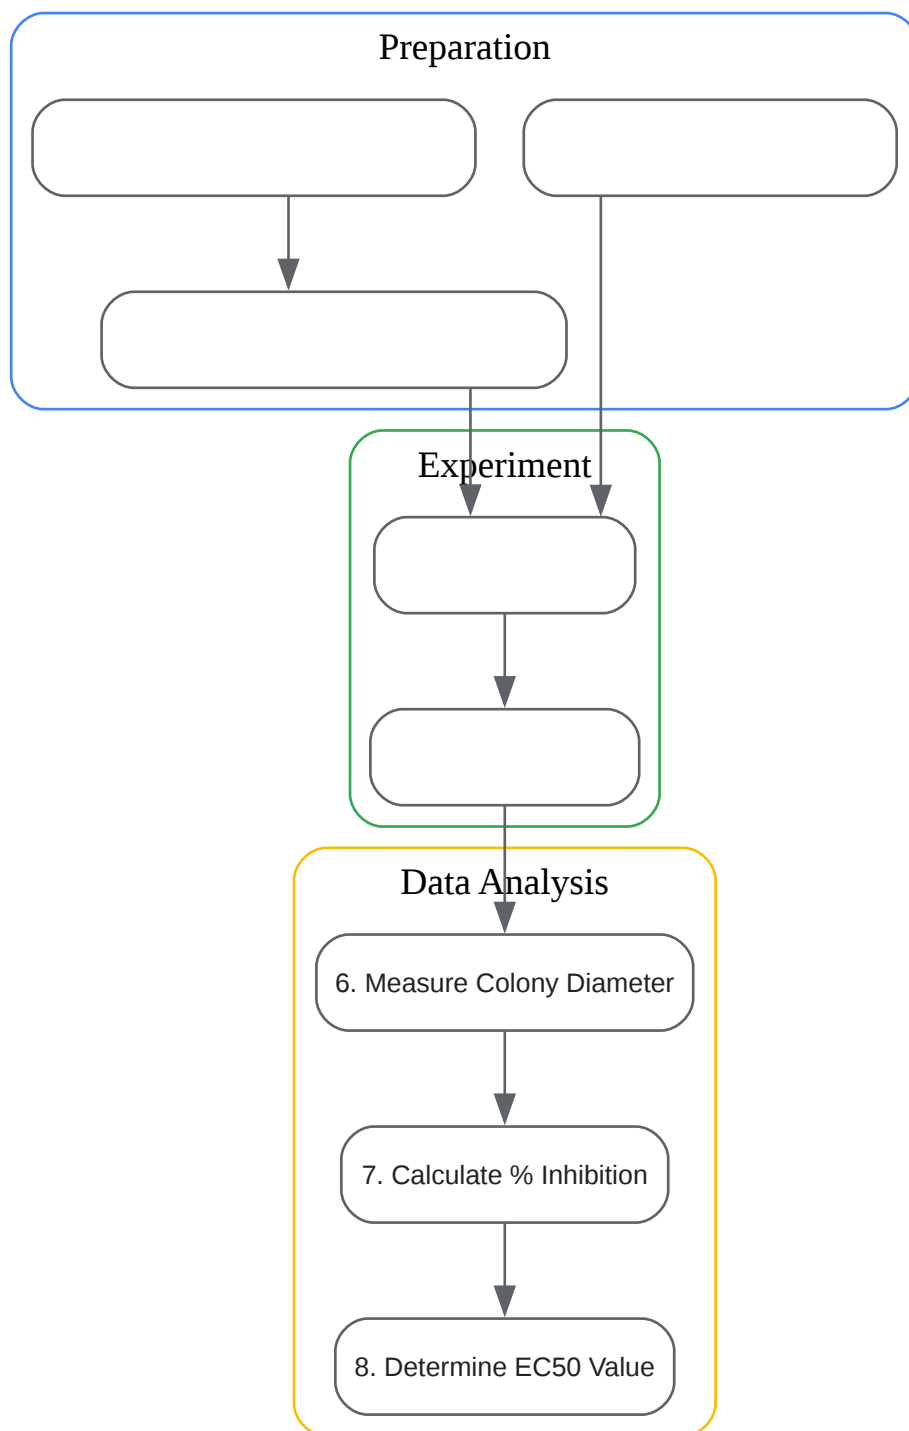 Preparation
Experiment
Data Analysis
6. Measure Colony Diameter
7. Calculate % Inhibition
8. Determine EC50 Value